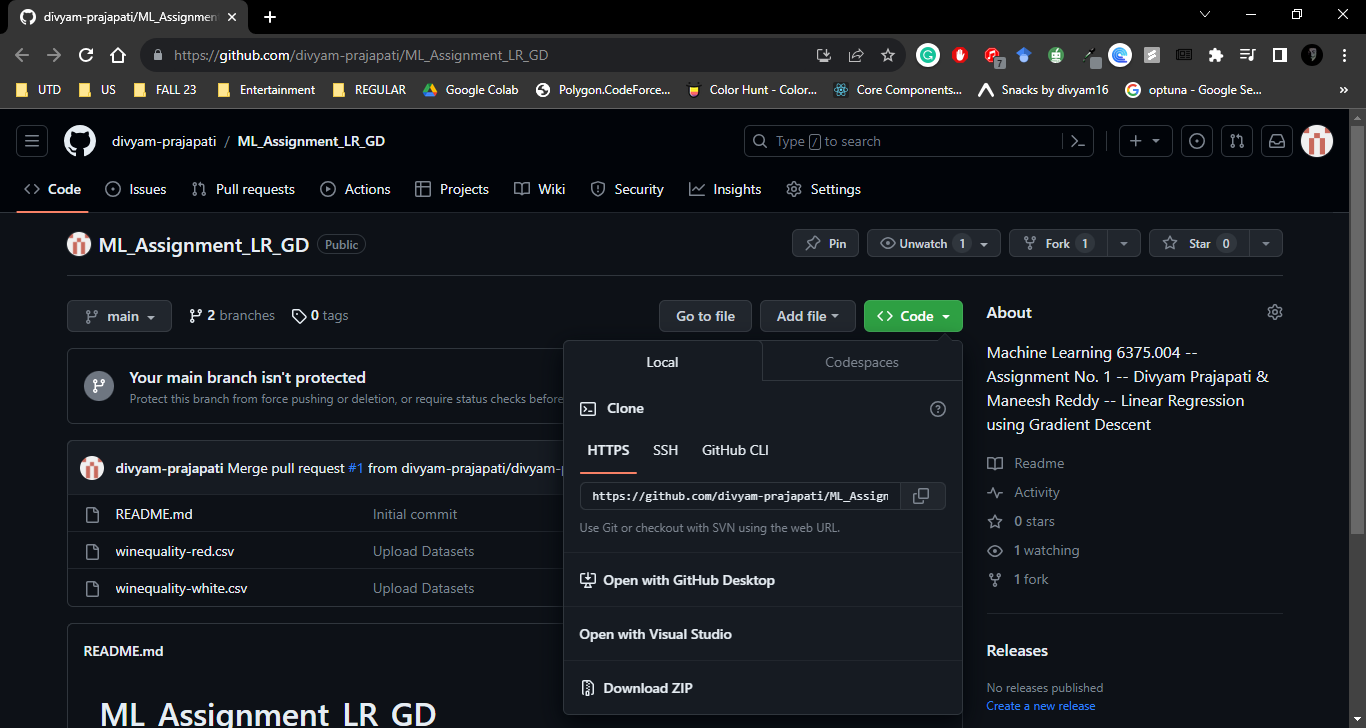 divyam-prajapati/ML_Assignment
https://github.com/divyam-prajapati/ML_Assignment_LR_GD
7
UTD US FALL 23 Entertainment REGULAR Google Colab Polygon.CodeForce... Color Hunt - Color... Core Components... Snacks by divyam16 optuna - Google Se... »
divyam-prajapati / ML_Assignment_LR_GD Type / to search
Code Issues Pull requests Actions Projects Wiki Security Insights Settings
ML_Assignment_LR_GD Public Pin Unwatch 1 Fork 1 Star 0
main 2 branches 0 tags Go to file Add file Code
Your main branch isn't protected
Protect this branch from force pushing or deletion, or require status checks before
divyam-prajapati Merge pull request #1 from divyam-prajapati/divyam-
README.md Initial commit
winequality-red.csv Upload Datasets
winequality-white.csv Upload Datasets
README.md
ML_Assignment_LR_GD
Local Codespaces
Clone
HTTPS SSH GitHub CLI
https://github.com/divyam-prajapati/ML_Assign
Use Git or checkout with SVN using the web URL.
Open with GitHub Desktop
Open with Visual Studio
Download ZIP
About
Machine Learning 6375.004 --
Assignment No. 1 -- Divyam Prajapati &
Maneesh Reddy -- Linear Regression
using Gradient Descent
Readme
Activity
0 stars
1 watching
1 fork
Releases
No releases published
Create a new release